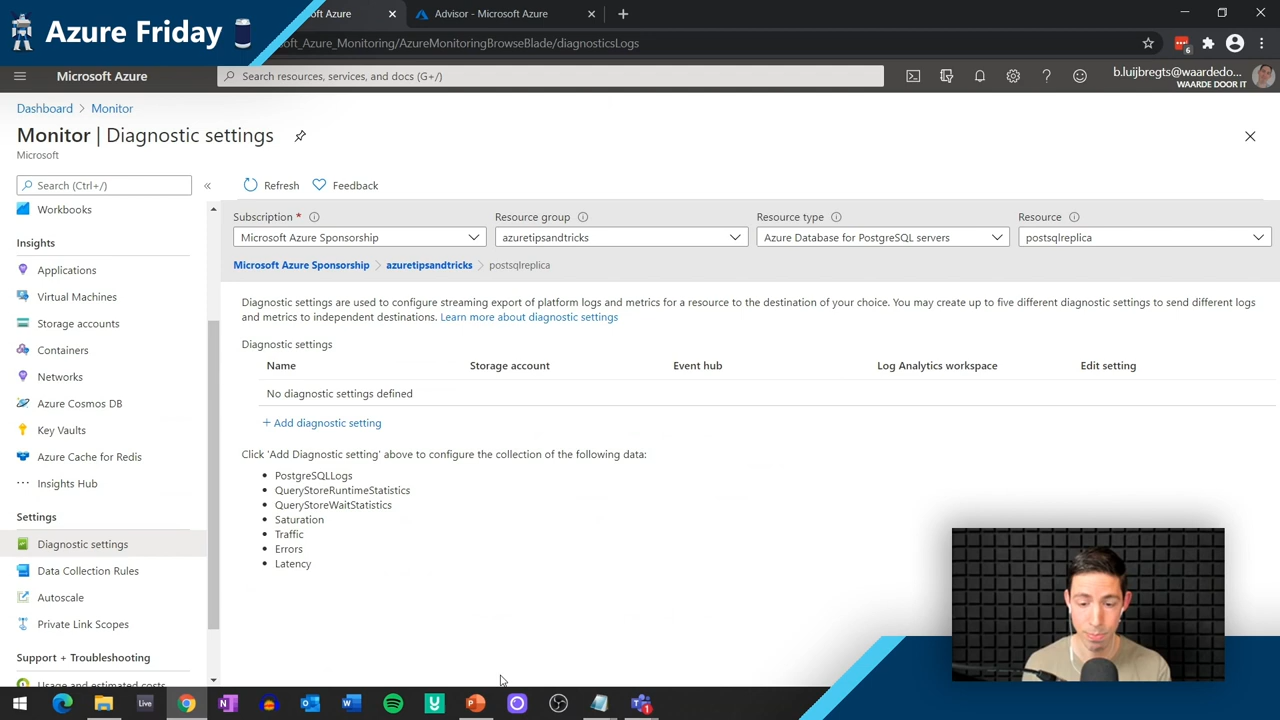 Azure Friday
oft Azure
Advisor - Microsoft Azure
oft_Azure_Monitoring/AzureMonitoringBrowseBlade/diagnosticsLogs
6
Microsoft Azure
Search resources, services, and docs (G+/)
b.luijbregts@waardedo...
WAARDE DOOR IT
Dashboard > Monitor
Monitor | Diagnostic settings
Microsoft
Search (Ctrl+/)
«
Refresh
Feedback
Workbooks
Insights
Applications
Virtual Machines
Storage accounts
Containers
Networks
Azure Cosmos DB
Key Vaults
Azure Cache for Redis
Insights Hub
Settings
Diagnostic settings
Data Collection Rules
Autoscale
Private Link Scopes
Support + Troubleshooting
Usage and estimated costs
Subscription *
Resource group
Resource type
Resource
Microsoft Azure Sponsorship
azuretipsandtricks
Azure Database for PostgreSQL servers
postsqlreplica
Microsoft Azure Sponsorship > azuretipsandtricks > postsqlreplica
Diagnostic settings are used to configure streaming export of platform logs and metrics for a resource to the destination of your choice. You may create up to five different diagnostic settings to send different logs
and metrics to independent destinations. Learn more about diagnostic settings
Diagnostic settings
Name
Storage account
Event hub
Log Analytics workspace
Edit setting
No diagnostic settings defined
+ Add diagnostic setting
Click 'Add Diagnostic setting' above to configure the collection of the following data:
• PostgreSQLLogs
• QueryStoreRuntimeStatistics
• QueryStoreWaitStatistics
• Saturation
• Traffic
• Errors
• Latency
Live
1